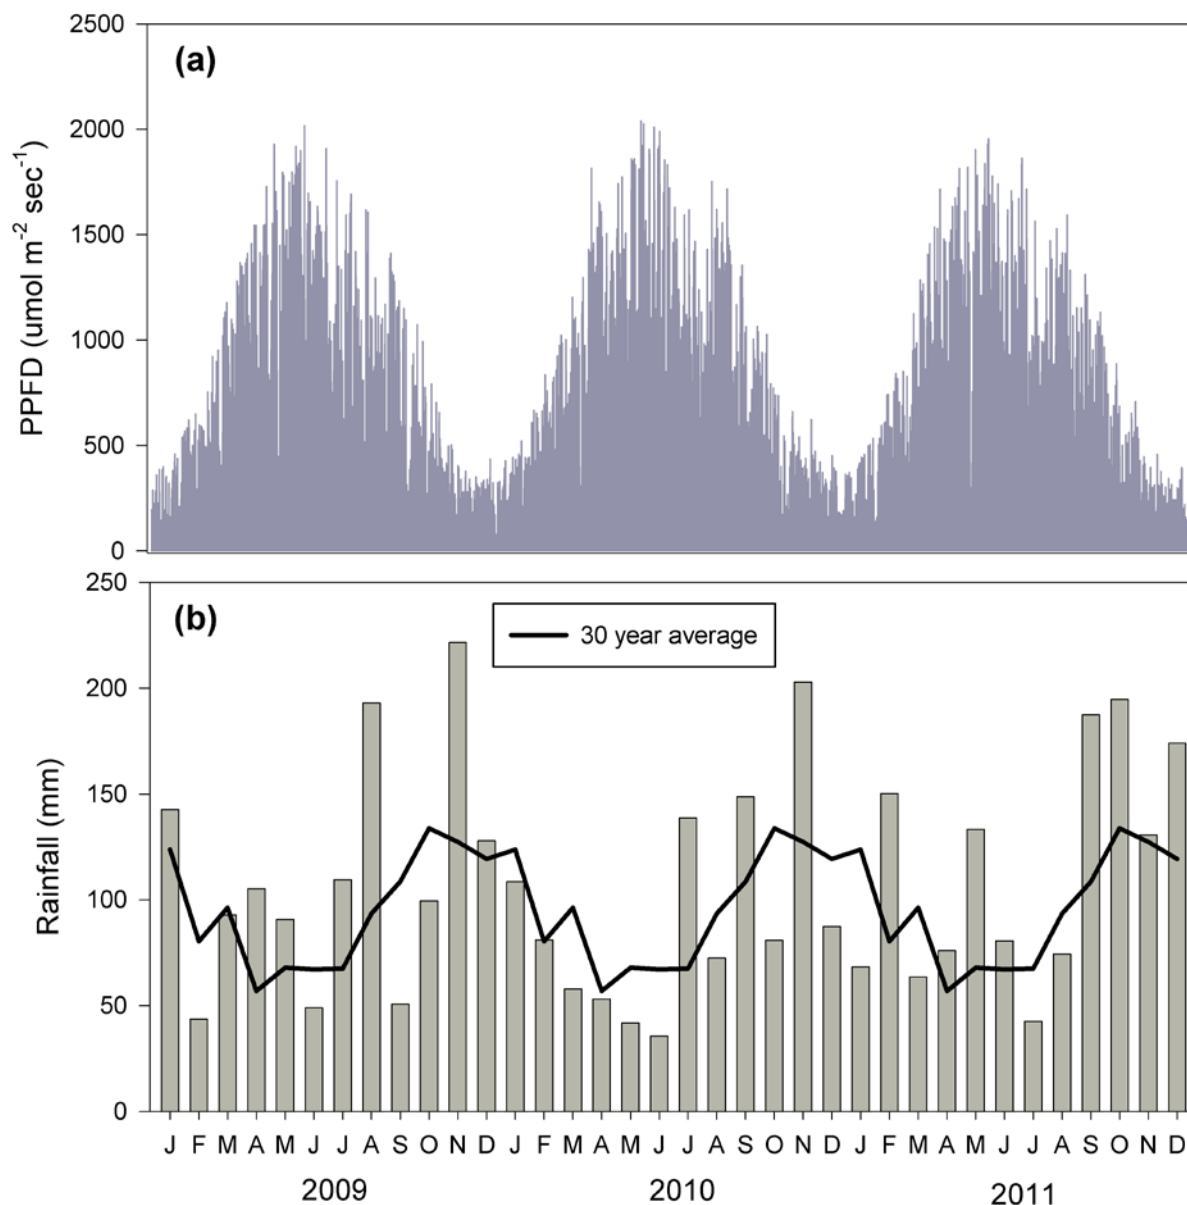 2500
(a)
2000
1500
1000
500
0
PPFD (umol m⁻² sec⁻¹)
250
(b)
30 year average
200
150
100
50
0
Rainfall (mm)
J F M A M J J A S O N D J F M A M J J A S O N D J F M A M J J A S O N D
2009 2010 2011